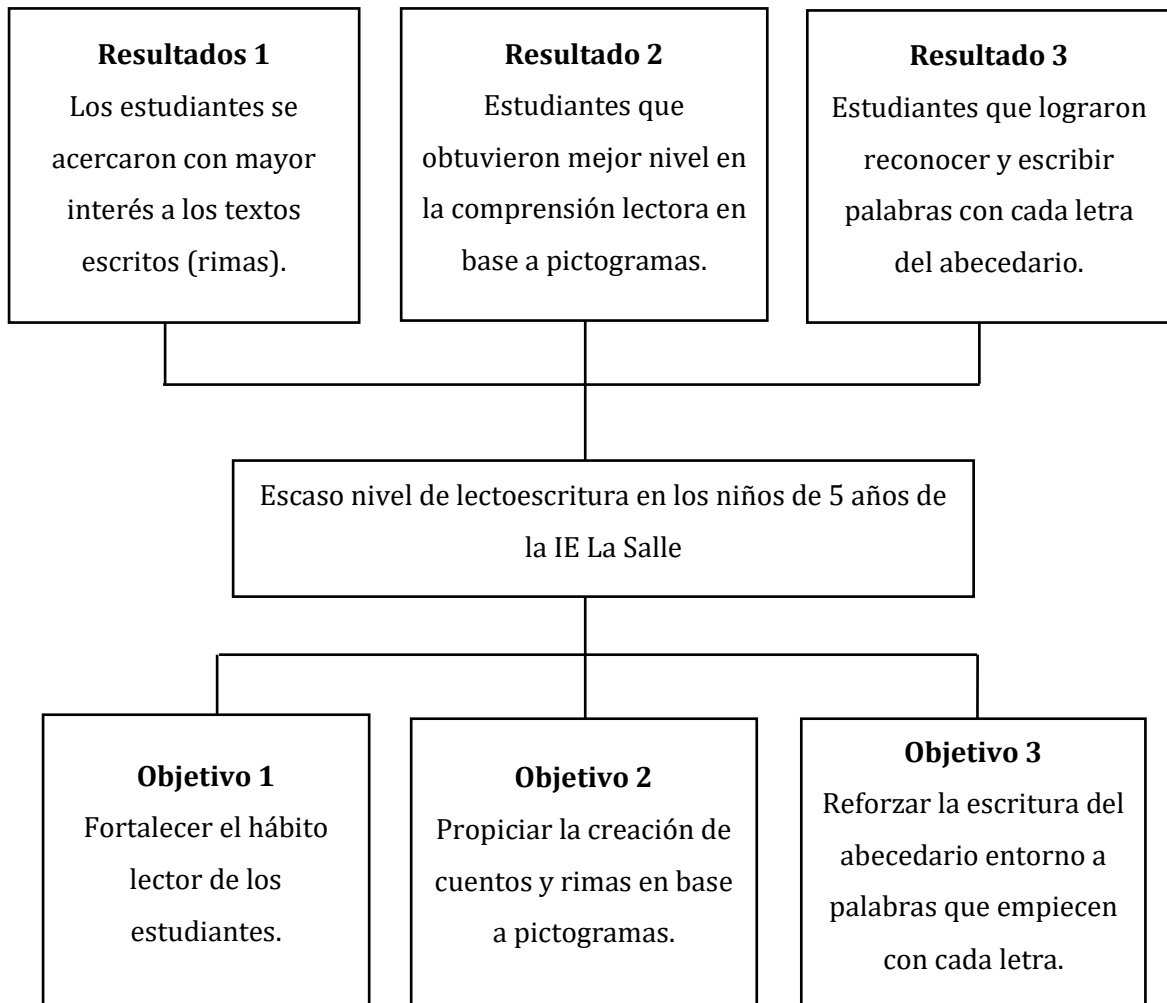 Resultados 1
Los estudiantes se
acercaron con mayor
interés a los textos
escritos (rimas).
Resultado 2
Estudiantes que
obtuvieron mejor nivel en
la comprensión lectora en
base a pictogramas.
Resultado 3
Estudiantes que lograron
reconocer y escribir
palabras con cada letra
del abecedario.
Escaso nivel de lectoescritura en los niños de 5 años de
la IE La Salle
Objetivo 1
Fortalecer el hábito
lector de los
estudiantes.
Objetivo 2
Propiciar la creación de
cuentos y rimas en base
a pictogramas.
Objetivo 3
Reforzar la escritura del
abecedario entorno a
palabras que empiecen
con cada letra.